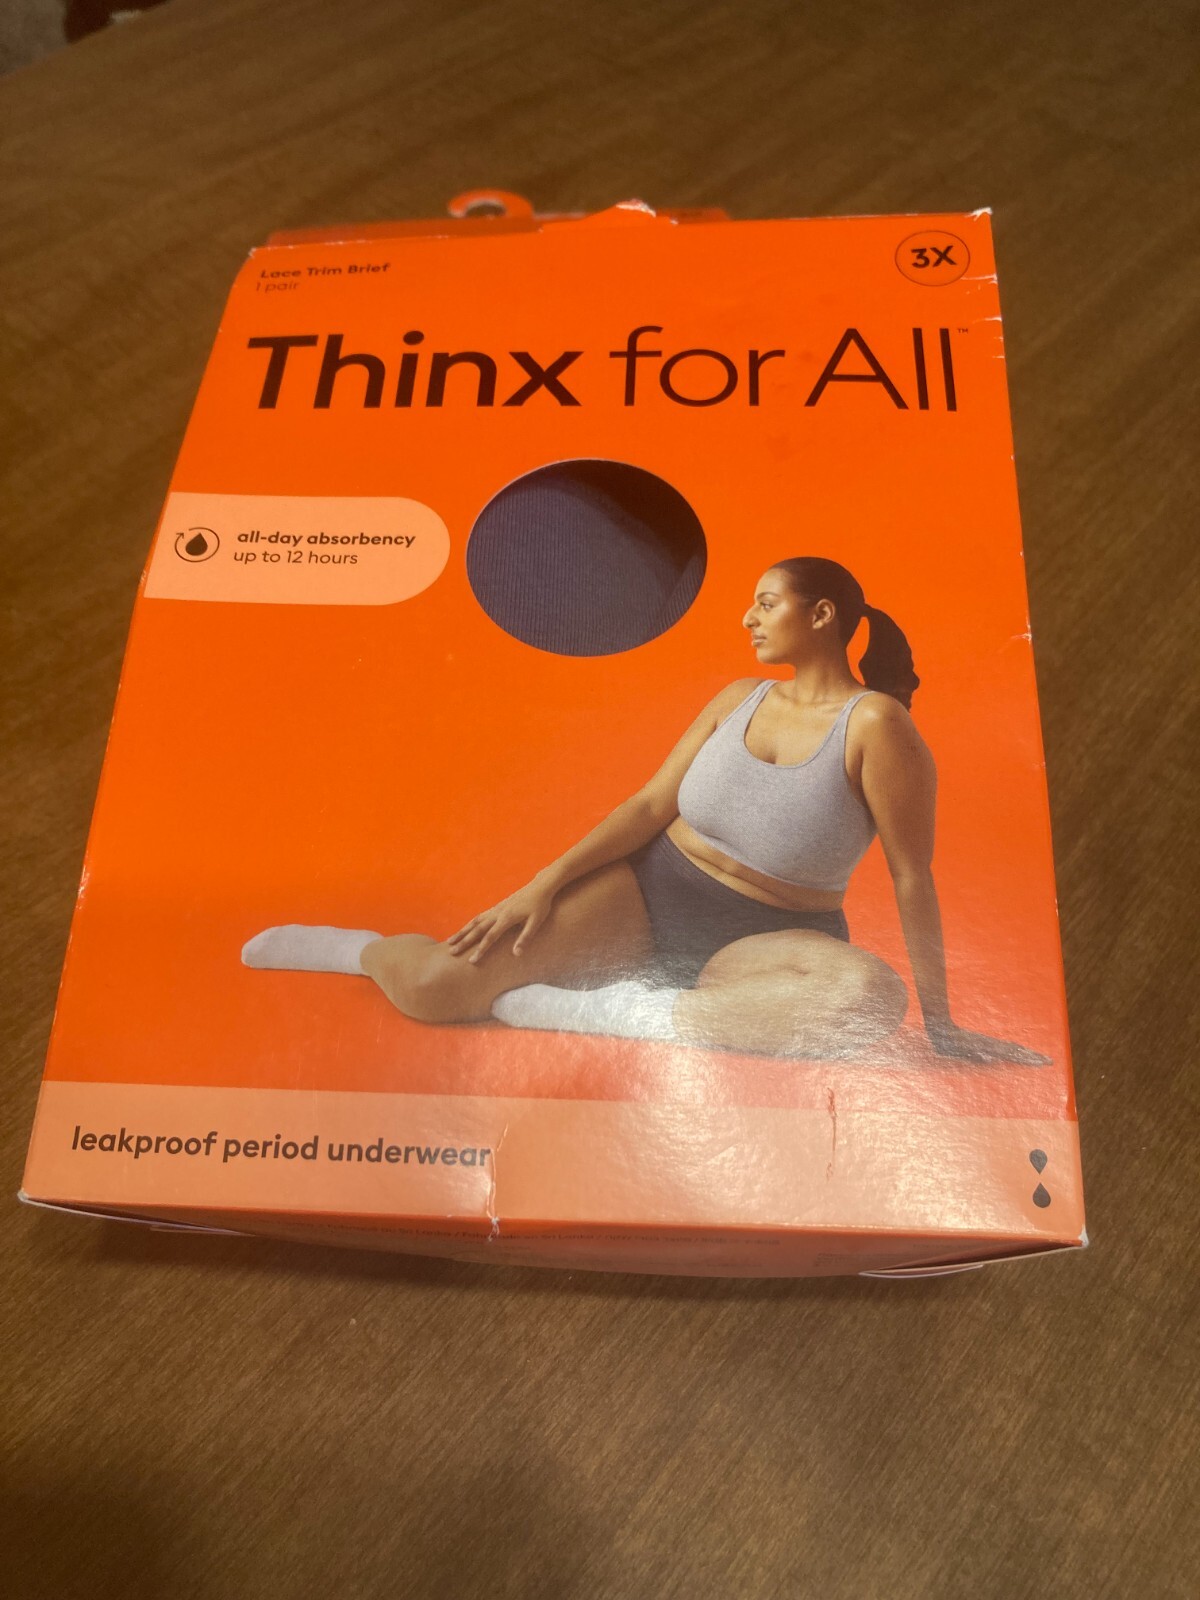 Lace Trim Brief
1 pair
3X
Thinx for All™
all-day absorbency
up to 12 hours
leakproof period underwear